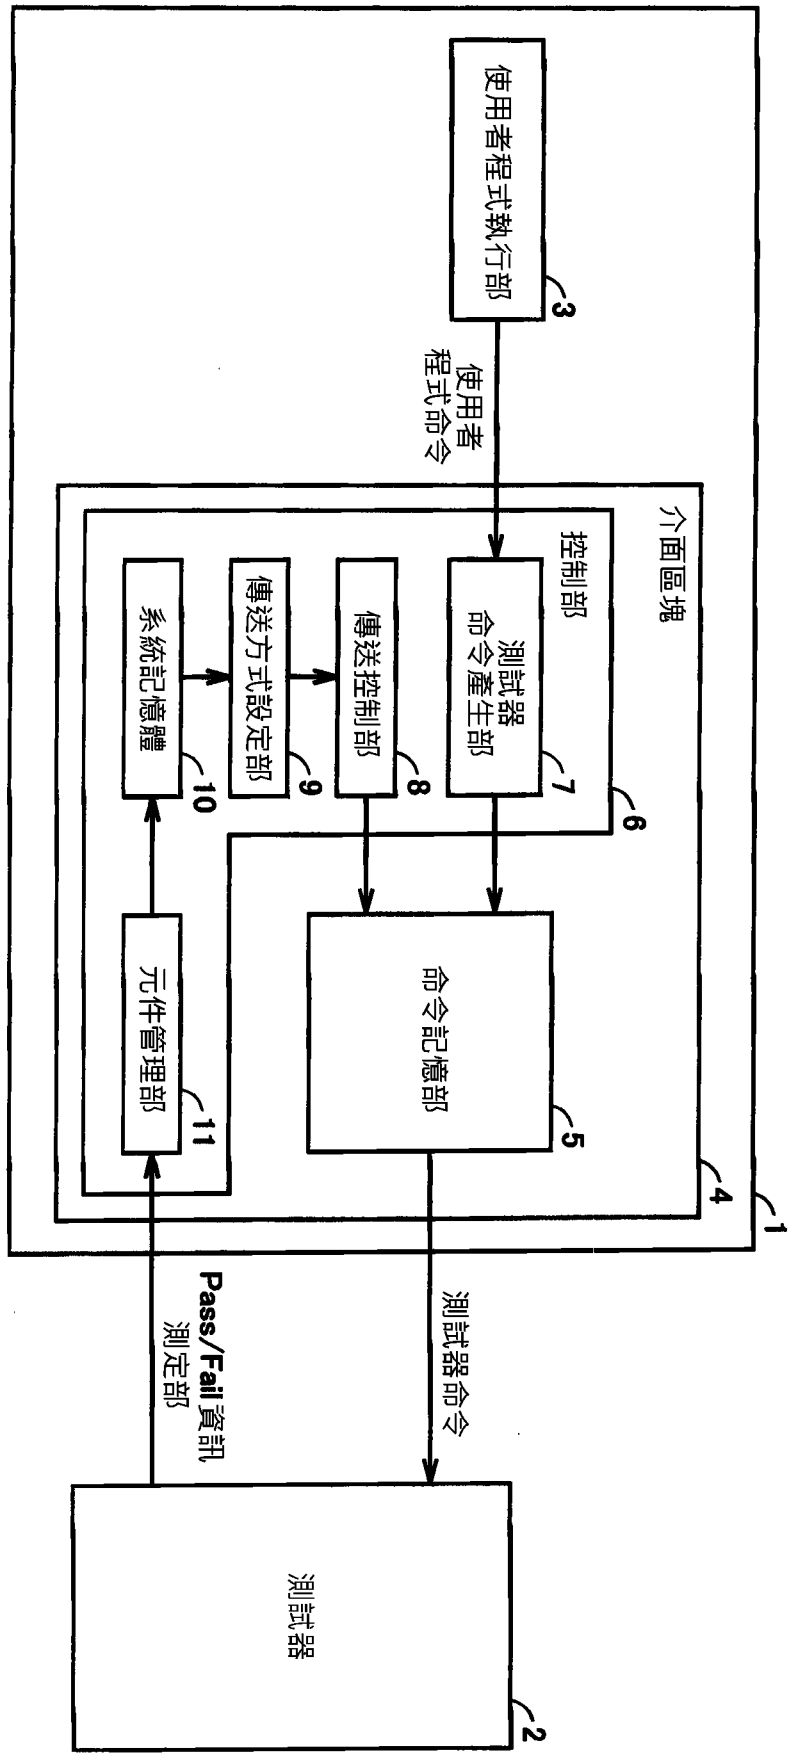 1
4
介面區塊
6
控制部
3
使用者程式執行部
使用者
程式命令
7
測試器
命令產生部
8
傳送控制部
9
傳送方式設定部
10
系統記憶體
5
命令記憶部
11
元件管理部
測試器命令
Pass/Fail 資訊
測定部
2
測試器